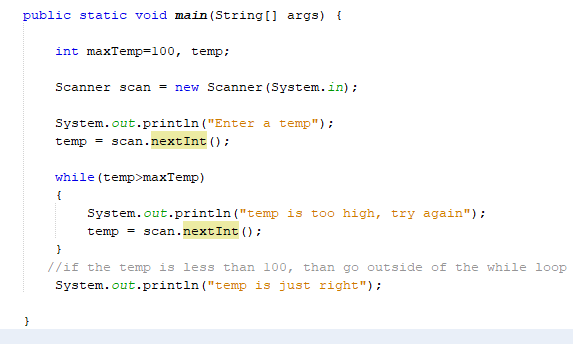 public static void main(String[] args) {
int maxTemp=100, temp;
Scanner scan = new Scanner(System.in);
System.out.println("Enter a temp");
temp = scan.nextInt();
while(temp>maxTemp)
{
System.out.println("temp is too high, try again");
temp = scan.nextInt();
}
//if the temp is less than 100, than go outside of the while loop
System.out.println("temp is just right");
}